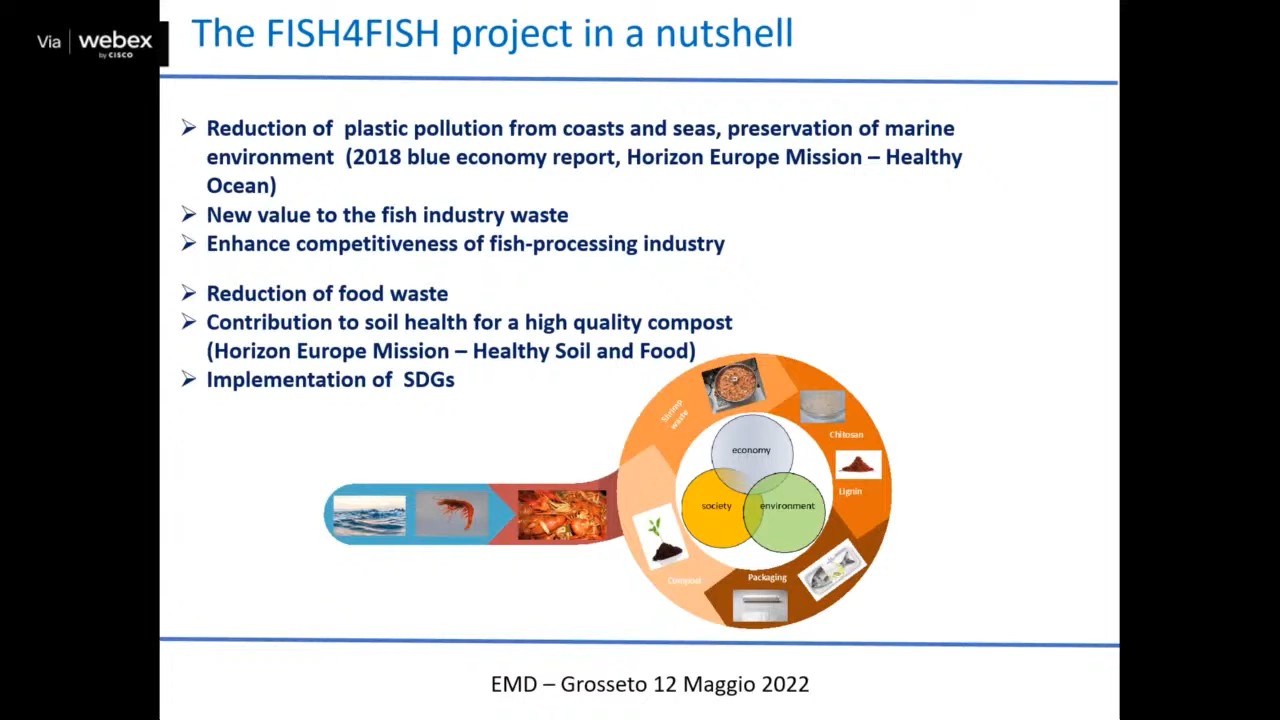 Via webex
by CISCO
The FISH4FISH project in a nutshell
➢ Reduction of plastic pollution from coasts and seas, preservation of marine
environment (2018 blue economy report, Horizon Europe Mission – Healthy
Ocean)
➢ New value to the fish industry waste
➢ Enhance competitiveness of fish-processing industry
➢ Reduction of food waste
➢ Contribution to soil health for a high quality compost
(Horizon Europe Mission – Healthy Soil and Food)
➢ Implementation of SDGs
Shrimp
waste
Chitosan
economy
Lignin
society
environment
Packaging
Compost
EMD – Grosseto 12 Maggio 2022